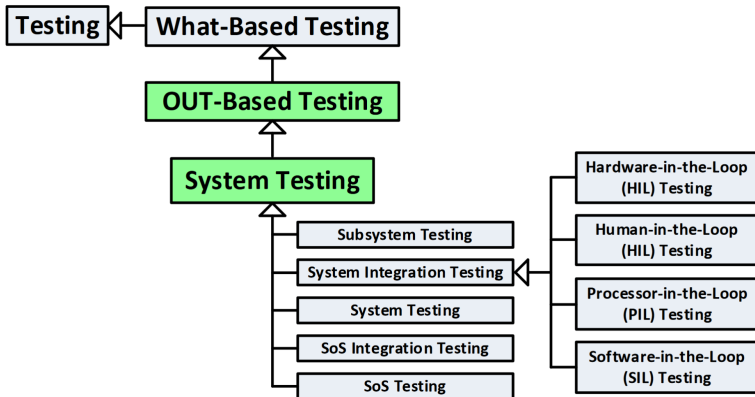 Testing
What-Based Testing
OUT-Based Testing
System Testing
Subsystem Testing
System Integration Testing
System Testing
SoS Integration Testing
SoS Testing
Hardware-in-the-Loop
(HIL) Testing
Human-in-the-Loop
(HIL) Testing
Processor-in-the-Loop
(PIL) Testing
Software-in-the-Loop
(SIL) Testing